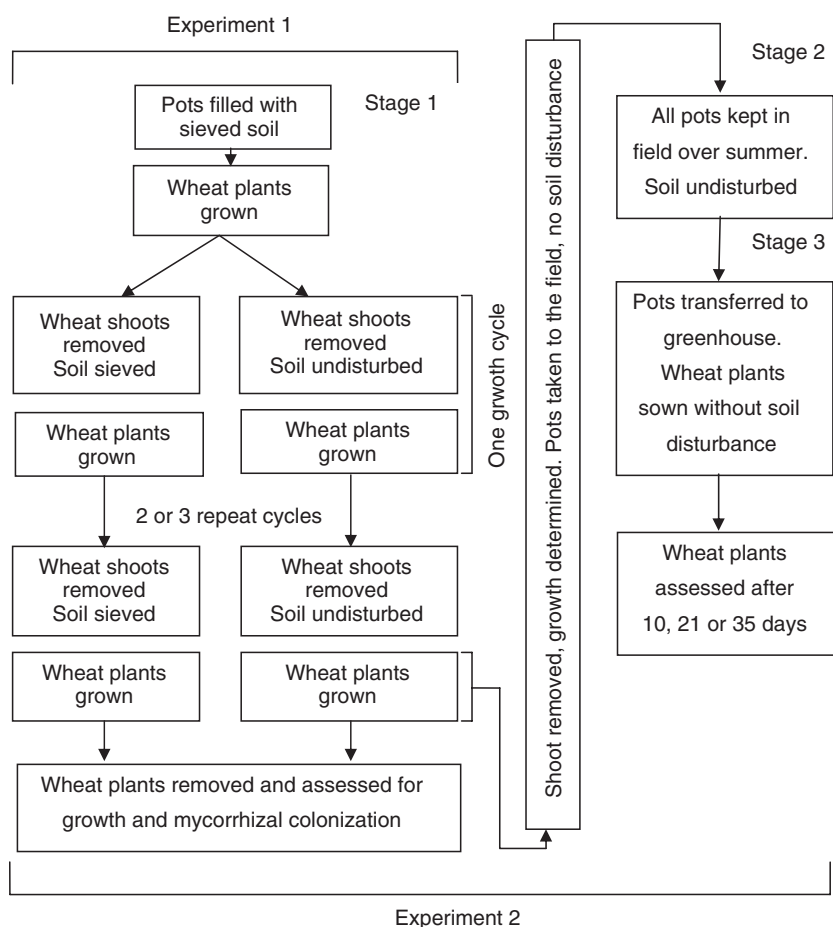 Experiment 1
Stage 1
Pots filled with
sieved soil
Wheat plants
grown
Wheat shoots
removed
Soil sieved
Wheat shoots
removed
Soil undisturbed
Wheat plants
grown
Wheat plants
grown
One grwoth cycle
2 or 3 repeat cycles
Wheat shoots
removed
Soil sieved
Wheat shoots
removed
Soil undisturbed
Wheat plants
grown
Wheat plants
grown
Wheat plants removed and assessed for
growth and mycorrhizal colonization
Shoot removed, growth determined. Pots taken to the field, no soil disturbance
Stage 2
All pots kept in
field over summer.
Soil undisturbed
Stage 3
Pots transferred to
greenhouse.
Wheat plants
sown without soil
disturbance
Wheat plants
assessed after
10, 21 or 35 days
Experiment 2